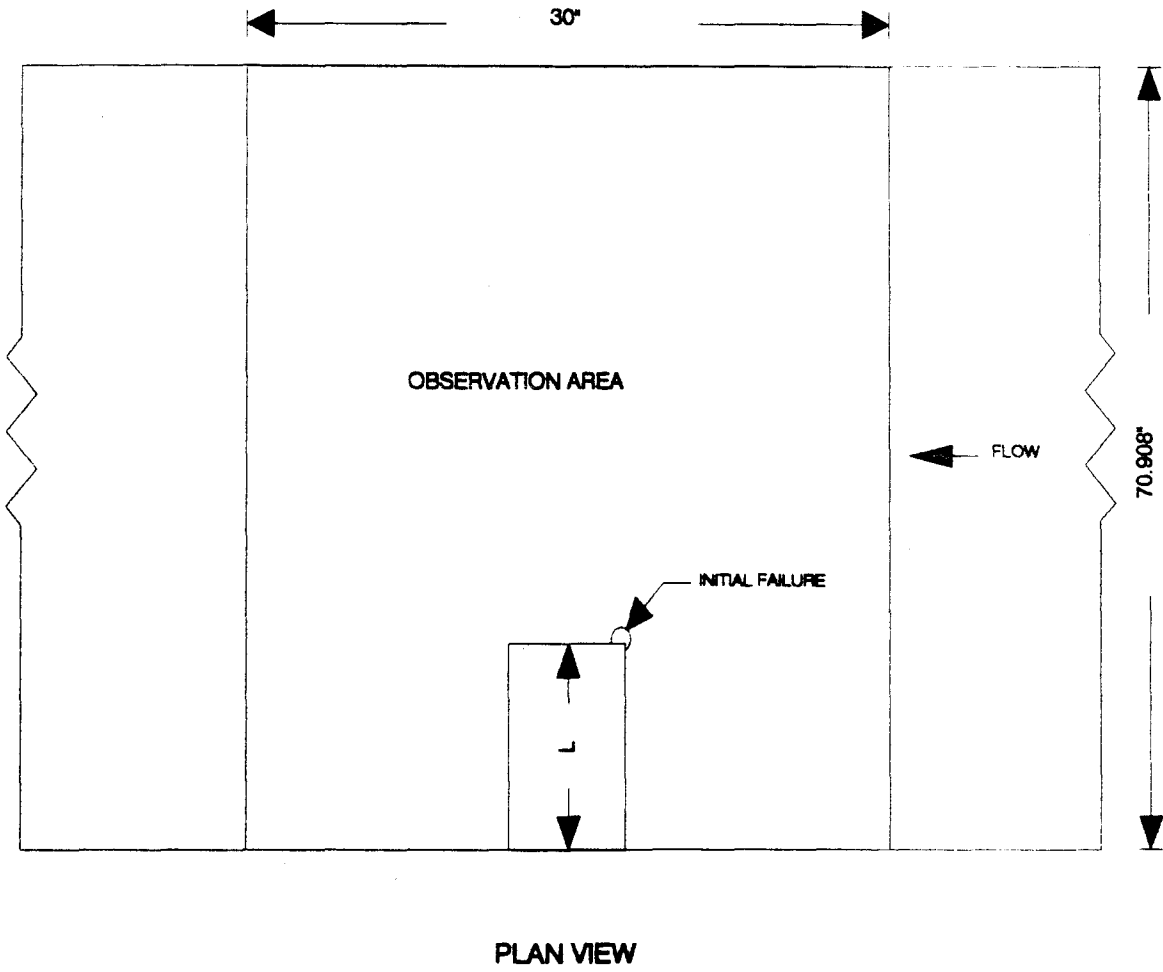 30"
OBSERVATION AREA
FLOW
70.908"
INITIAL FAILURE
L
PLAN VIEW